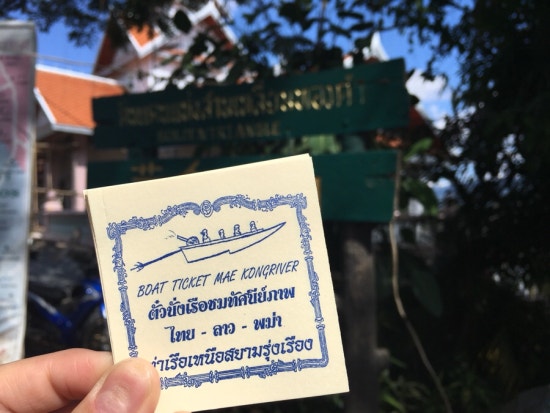 GOLDEN TRIANGLE
BOAT TICKET MAE KONGRIVER
ตั๋วนั่งเรือชมทัศนียภาพ
ไทย - ลาว - พม่า
ท่าเรือเหนือสยามรุ่งเรือง